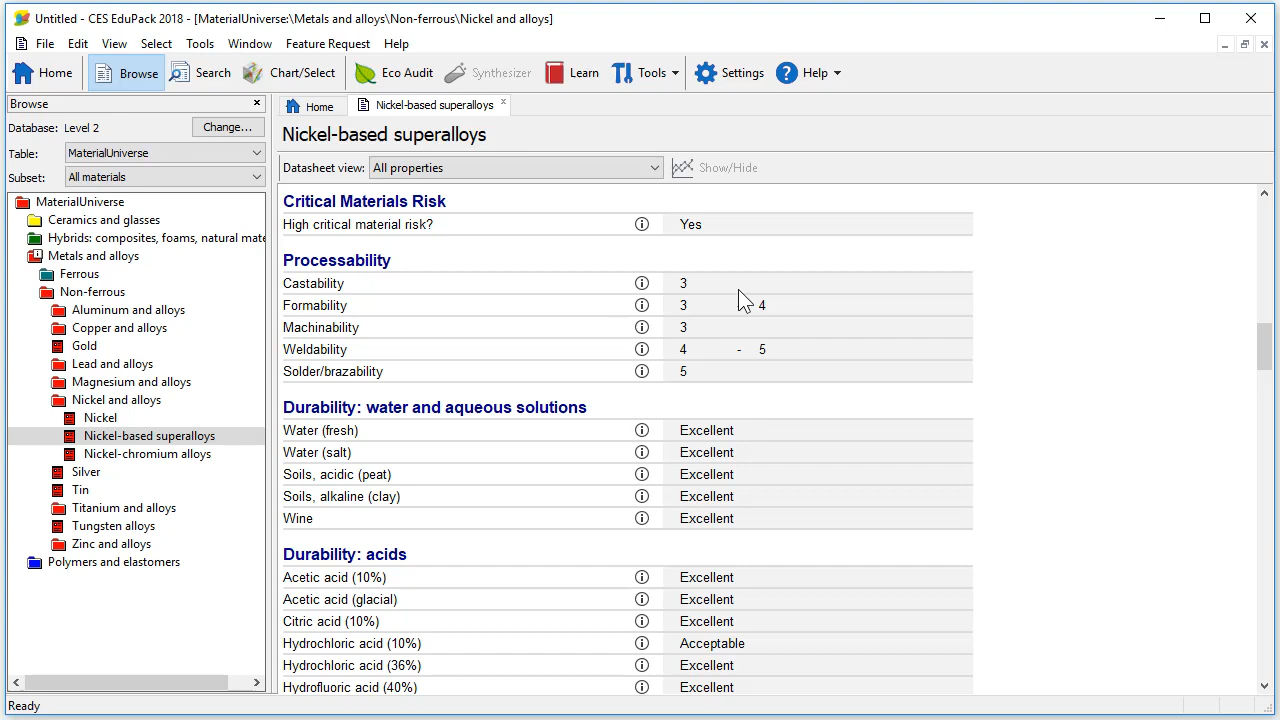 Untitled - CES EduPack 2018 - [MaterialUniverse:\Metals and alloys\Non-ferrous\Nickel and alloys]
File Edit View Select Tools Window Feature Request Help
Home Browse Search Chart/Select Eco Audit Synthesizer Learn Tools Settings Help
Browse
Database: Level 2 Change...
Table: MaterialUniverse
Subset: All materials
MaterialUniverse
Ceramics and glasses
Hybrids: composites, foams, natural mate
Metals and alloys
Ferrous
Non-ferrous
Aluminum and alloys
Copper and alloys
Gold
Lead and alloys
Magnesium and alloys
Nickel and alloys
Nickel
Nickel-based superalloys
Nickel-chromium alloys
Silver
Tin
Titanium and alloys
Tungsten alloys
Zinc and alloys
Polymers and elastomers
Home Nickel-based superalloys
Nickel-based superalloys
Datasheet view: All properties Show/Hide
Critical Materials Risk
High critical material risk? Yes
Processability
Castability 3
Formability 3 4
Machinability 3
Weldability 4 - 5
Solder/brazability 5
Durability: water and aqueous solutions
Water (fresh) Excellent
Water (salt) Excellent
Soils, acidic (peat) Excellent
Soils, alkaline (clay) Excellent
Wine Excellent
Durability: acids
Acetic acid (10%) Excellent
Acetic acid (glacial) Excellent
Citric acid (10%) Excellent
Hydrochloric acid (10%) Acceptable
Hydrochloric acid (36%) Excellent
Hydrofluoric acid (40%) Excellent
Ready